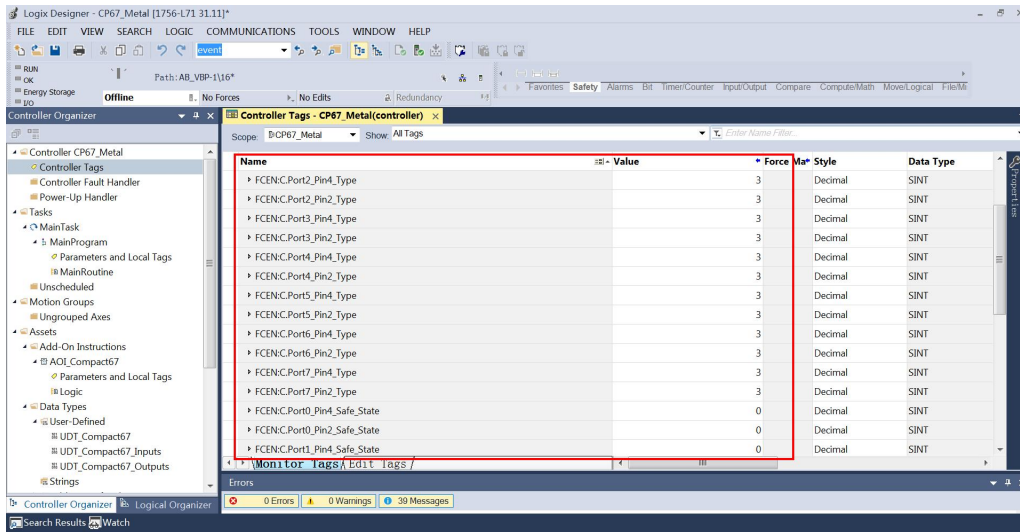 Logix Designer - CP67_Metal [1756-L71 31.11]*
FILE EDIT VIEW SEARCH LOGIC COMMUNICATIONS TOOLS WINDOW HELP
event
RUN
OK
Energy Storage
I/O
Path: AB_VBP-1\16*
Offline No Forces No Edits Redundancy
Favorites Safety Alarms Bit Timer/Counter Input/Output Compare Compute/Math Move/Logical File/Mi
Controller Organizer
Controller CP67_Metal
Controller Tags
Controller Fault Handler
Power-Up Handler
Tasks
MainTask
MainProgram
Parameters and Local Tags
MainRoutine
Unscheduled
Motion Groups
Ungrouped Axes
Assets
Add-On Instructions
AOI_Compact67
Parameters and Local Tags
Logic
Data Types
User-Defined
UDT_Compact67
UDT_Compact67_Inputs
UDT_Compact67_Outputs
Strings
Controller Organizer Logical Organizer
Controller Tags - CP67_Metal(controller)
Scope: CP67_Metal Show: All Tags Enter Name Filter...
Name Value Force Ma Style Data Type
FCEN:C.Port2_Pin4_Type 3 Decimal SINT
FCEN:C.Port2_Pin2_Type 3 Decimal SINT
FCEN:C.Port3_Pin4_Type 3 Decimal SINT
FCEN:C.Port3_Pin2_Type 3 Decimal SINT
FCEN:C.Port4_Pin4_Type 3 Decimal SINT
FCEN:C.Port4_Pin2_Type 3 Decimal SINT
FCEN:C.Port5_Pin4_Type 3 Decimal SINT
FCEN:C.Port5_Pin2_Type 3 Decimal SINT
FCEN:C.Port6_Pin4_Type 3 Decimal SINT
FCEN:C.Port6_Pin2_Type 3 Decimal SINT
FCEN:C.Port7_Pin4_Type 3 Decimal SINT
FCEN:C.Port7_Pin2_Type 3 Decimal SINT
FCEN:C.Port0_Pin4_Safe_State 0 Decimal SINT
FCEN:C.Port0_Pin2_Safe_State 0 Decimal SINT
FCEN:C.Port1_Pin4_Safe_State 0 Decimal SINT
Monitor Tags Edit Tags
Properties
Errors
0 Errors 0 Warnings 39 Messages
Search Results Watch